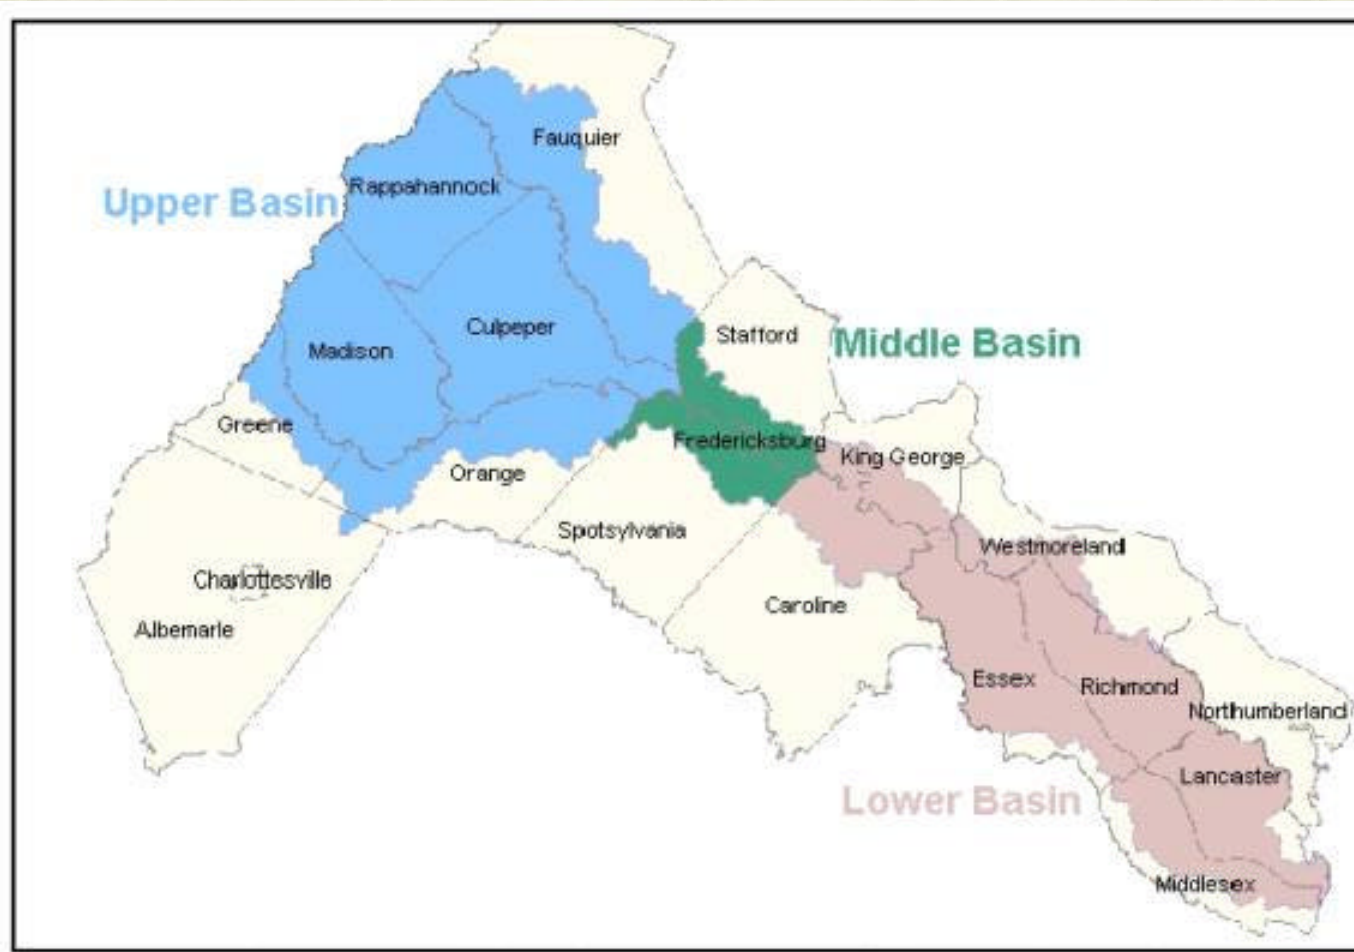 Fauquier
Rappahannock
Upper Basin
Culpeper
Stafford
Middle Basin
Madison
Greene
Fredericksburg
King George
Orange
Spotsylvania
Westmoreland
Charlottesville
Caroline
Albemarle
Essex
Richmond
Northumberland
Lancaster
Lower Basin
Middlesex